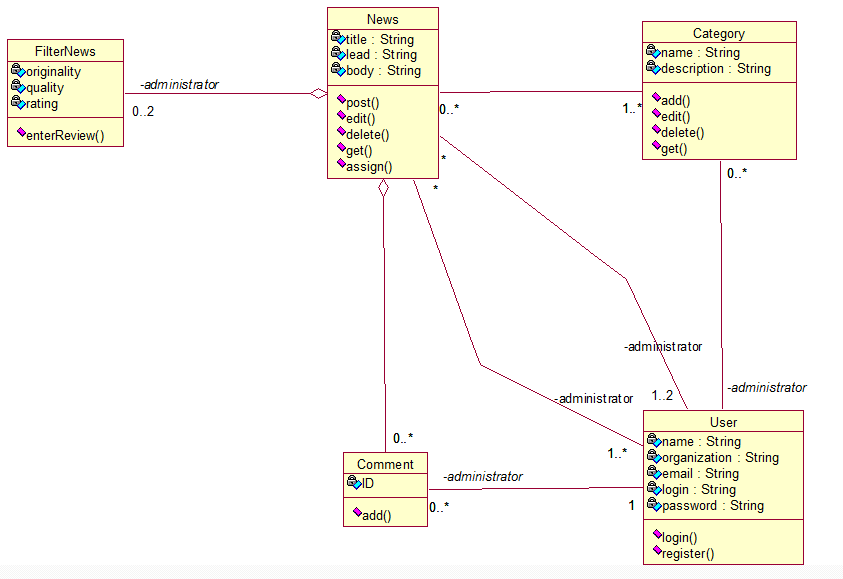 FilterNews
originality
quality
rating
enterReview()
-administrator
0..2
News
title : String
lead : String
body : String
post()
edit()
delete()
get()
assign()
0..*
1..*
Category
name : String
description : String
add()
edit()
delete()
get()
0..*
*
*
-administrator
-administrator
1..2
-administrator
1..*
0..*
Comment
ID
add()
-administrator
0..*
1
User
name : String
organization : String
email : String
login : String
password : String
login()
register()